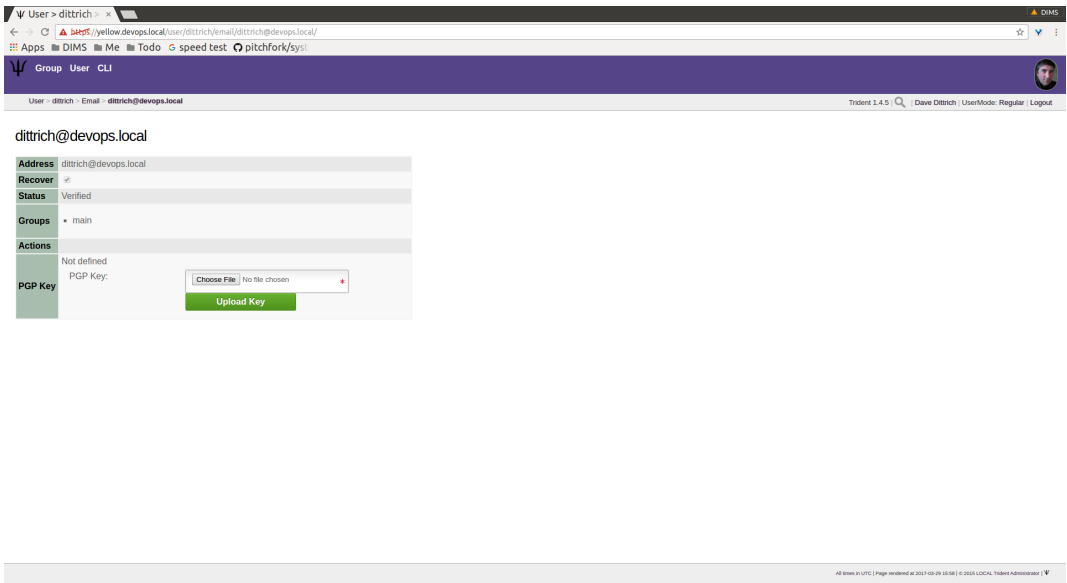 User > dittrich >
DIMS
https://yellow.devops.local/user/dittrich/email/dittrich@devops.local/
Apps DIMS Me Todo speed test pitchfork/syst
Group User CLI
User > dittrich > Email > dittrich@devops.local
Trident 1.4.5 | | Dave Dittrich | UserMode: Regular | Logout
dittrich@devops.local
Address dittrich@devops.local
Recover
Status Verified
Groups • main
Actions
PGP Key Not defined
PGP Key: Choose File No file chosen *
Upload Key
All times in UTC | Page rendered at 2017-03-29 16:58 | © 2015 LOCAL Trident Administrator | Ψ